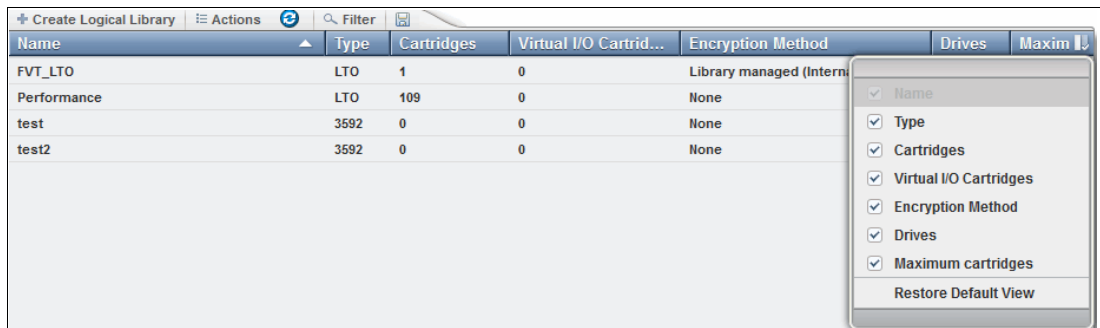 Create Logical Library Actions Filter
Name Type Cartridges Virtual I/O Cartrid... Encryption Method Drives Maxim
FVT_LTO LTO 1 0 Library managed (Interna
Performance LTO 109 0 None
test 3592 0 0 None
test2 3592 0 0 None
Name
Type
Cartridges
Virtual I/O Cartridges
Encryption Method
Drives
Maximum cartridges
Restore Default View